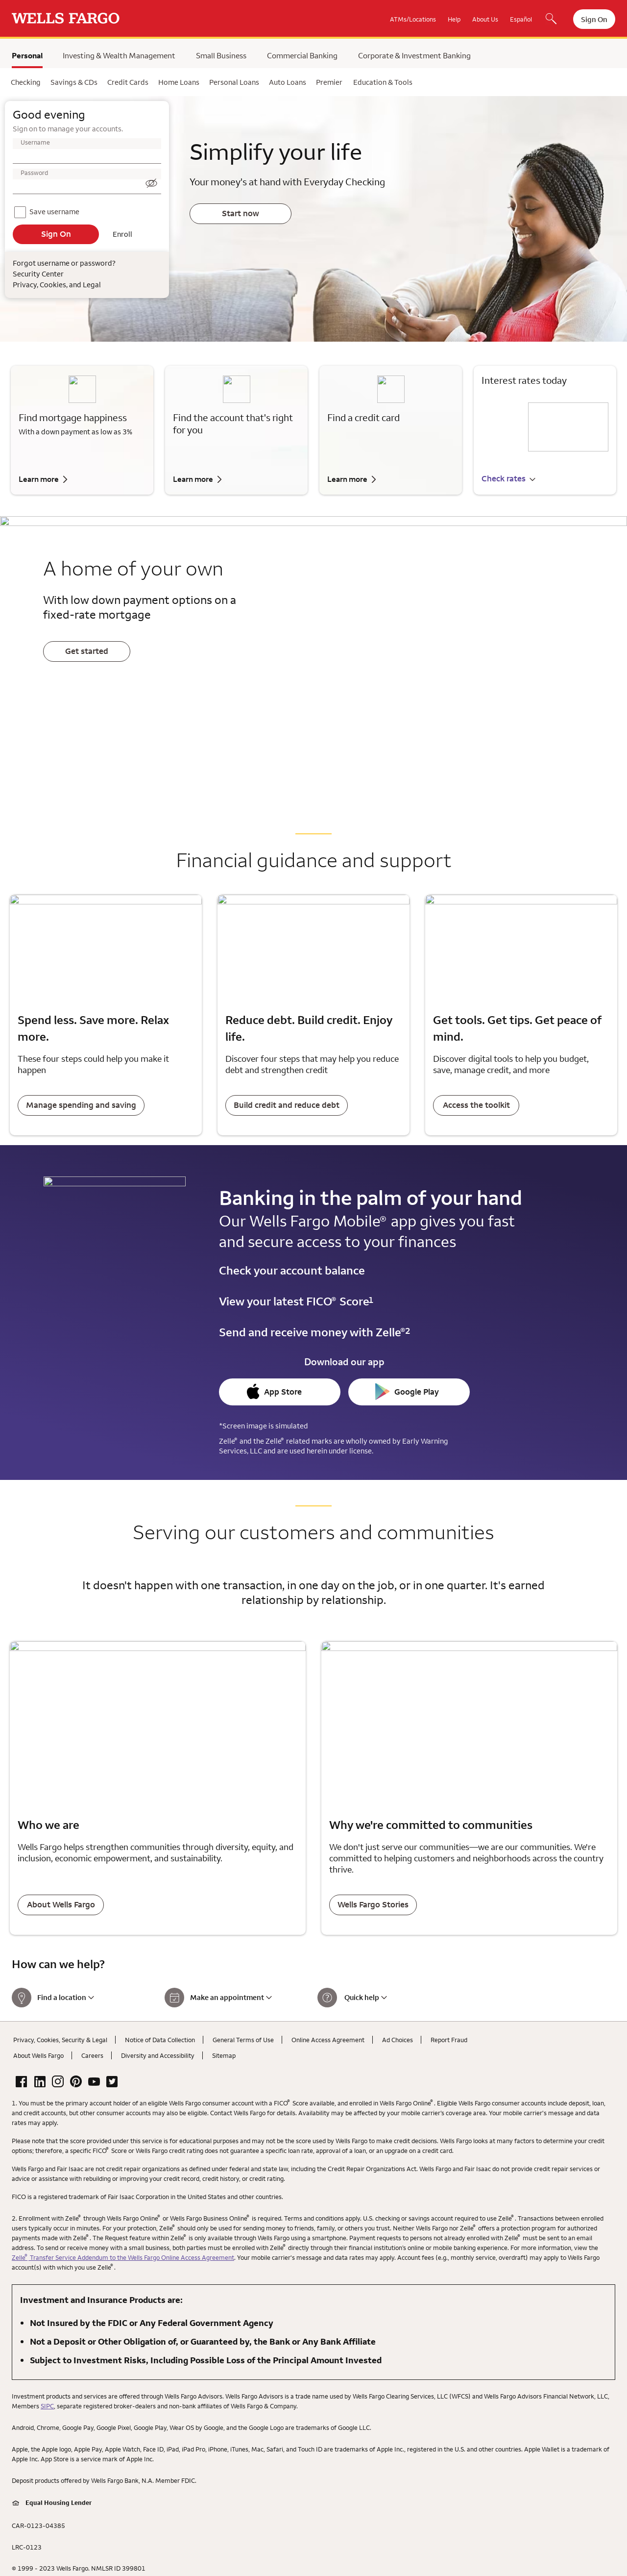 WELLS FARGO
ATMs/Locations Help About Us Español Sign On
Personal Investing & Wealth Management Small Business Commercial Banking Corporate & Investment Banking
Checking Savings & CDs Credit Cards Home Loans Personal Loans Auto Loans Premier Education & Tools
Good evening
Sign on to manage your accounts.
Username
Password
Save username
Sign On Enroll
Forgot username or password?
Security Center
Privacy, Cookies, and Legal
Simplify your life
Your money's at hand with Everyday Checking
Start now
Find mortgage happiness
With a down payment as low as 3%
Learn more
Find the account that's right
for you
Learn more
Find a credit card
Learn more
Interest rates today
Check rates
A home of your own
With low down payment options on a
fixed-rate mortgage
Get started
Financial guidance and support
Spend less. Save more. Relax
more.
These four steps could help you make it
happen
Manage spending and saving
Reduce debt. Build credit. Enjoy
life.
Discover four steps that may help you reduce
debt and strengthen credit
Build credit and reduce debt
Get tools. Get tips. Get peace of
mind.
Discover digital tools to help you budget,
save, manage credit, and more
Access the toolkit
Banking in the palm of your hand
Our Wells Fargo Mobile® app gives you fast
and secure access to your finances
Check your account balance
View your latest FICO® Score1
Send and receive money with Zelle®2
Download our app
App Store
Google Play
*Screen image is simulated
Zelle® and the Zelle® related marks are wholly owned by Early Warning
Services, LLC and are used herein under license.
Serving our customers and communities
It doesn't happen with one transaction, in one day on the job, or in one quarter. It's earned
relationship by relationship.
Who we are
Wells Fargo helps strengthen communities through diversity, equity, and
inclusion, economic empowerment, and sustainability.
About Wells Fargo
Why we're committed to communities
We don't just serve our communities—we are our communities. We're
committed to helping customers and neighborhoods across the country
thrive.
Wells Fargo Stories
How can we help?
Find a location Make an appointment Quick help
Privacy, Cookies, Security & Legal Notice of Data Collection General Terms of Use Online Access Agreement Ad Choices Report Fraud
About Wells Fargo Careers Diversity and Accessibility Sitemap
1. You must be the primary account holder of an eligible Wells Fargo consumer account with a FICO® Score available, and enrolled in Wells Fargo Online®. Eligible Wells Fargo consumer accounts include deposit, loan,
and credit accounts, but other consumer accounts may also be eligible. Contact Wells Fargo for details. Availability may be affected by your mobile carrier's coverage area. Your mobile carrier's message and data
rates may apply.
Please note that the score provided under this service is for educational purposes and may not be the score used by Wells Fargo to make credit decisions. Wells Fargo looks at many factors to determine your credit
options; therefore, a specific FICO® Score or Wells Fargo credit rating does not guarantee a specific loan rate, approval of a loan, or an upgrade on a credit card.
Wells Fargo and Fair Isaac are not credit repair organizations as defined under federal and state law, including the Credit Repair Organizations Act. Wells Fargo and Fair Isaac do not provide credit repair services or
advice or assistance with rebuilding or improving your credit record, credit history, or credit rating.
FICO is a registered trademark of Fair Isaac Corporation in the United States and other countries.
2. Enrollment with Zelle® through Wells Fargo Online® or Wells Fargo Business Online® is required. Terms and conditions apply. U.S. checking or savings account required to use Zelle®. Transactions between enrolled
users typically occur in minutes. For your protection, Zelle® should only be used for sending money to friends, family, or others you trust. Neither Wells Fargo nor Zelle® offers a protection program for authorized
payments made with Zelle®. The Request feature within Zelle® is only available through Wells Fargo using a smartphone. Payment requests to persons not already enrolled with Zelle® must be sent to an email
address. To send or receive money with a small business, both parties must be enrolled with Zelle® directly through their financial institution's online or mobile banking experience. For more information, view the
Zelle® Transfer Service Addendum to the Wells Fargo Online Access Agreement. Your mobile carrier's message and data rates may apply. Account fees (e.g., monthly service, overdraft) may apply to Wells Fargo
account(s) with which you use Zelle®.
Investment and Insurance Products are:
• Not Insured by the FDIC or Any Federal Government Agency
• Not a Deposit or Other Obligation of, or Guaranteed by, the Bank or Any Bank Affiliate
• Subject to Investment Risks, Including Possible Loss of the Principal Amount Invested
Investment products and services are offered through Wells Fargo Advisors. Wells Fargo Advisors is a trade name used by Wells Fargo Clearing Services, LLC (WFCS) and Wells Fargo Advisors Financial Network, LLC,
Members SIPC, separate registered broker-dealers and non-bank affiliates of Wells Fargo & Company.
Android, Chrome, Google Pay, Google Pixel, Google Play, Wear OS by Google, and the Google Logo are trademarks of Google LLC.
Apple, the Apple logo, Apple Pay, Apple Watch, Face ID, iPad, iPad Pro, iPhone, iTunes, Mac, Safari, and Touch ID are trademarks of Apple Inc., registered in the U.S. and other countries. Apple Wallet is a trademark of
Apple Inc. App Store is a service mark of Apple Inc.
Deposit products offered by Wells Fargo Bank, N.A. Member FDIC.
Equal Housing Lender
CAR-0123-04385
LRC-0123
© 1999 - 2023 Wells Fargo. NMLSR ID 399801